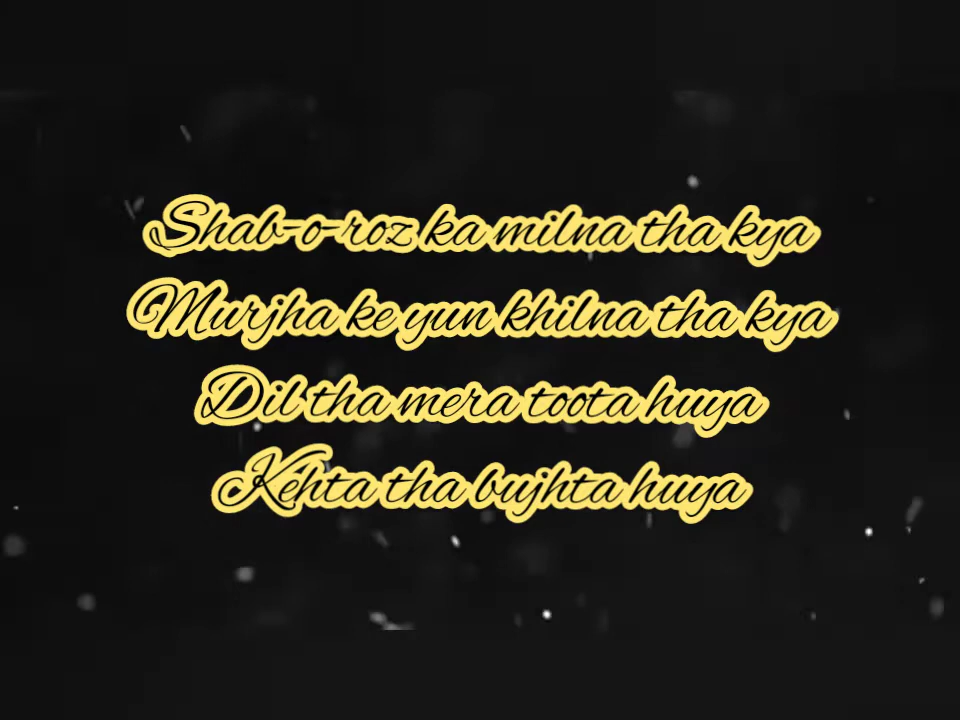 Shab-o-roz ka milna tha kya
Murjha ke yun khilna tha kya
Dil tha mera toota huya
Kehta tha bujhta huya